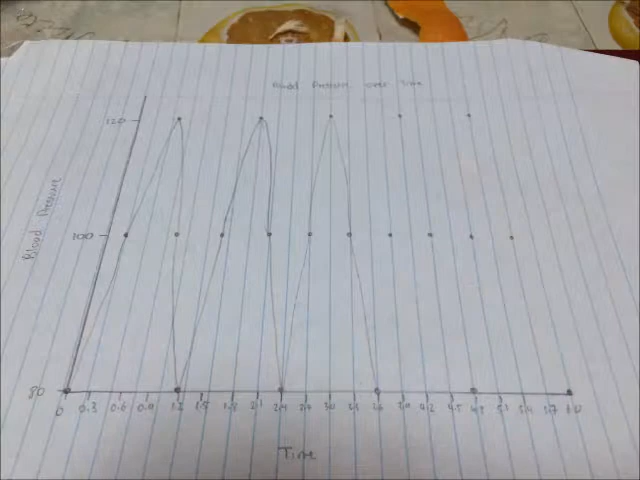 Blood Pressure over Time
120
Blood Pressure
100
80
0 0.3 0.6 0.9 1.2 1.5 1.8 2.1 2.4 2.7 3.0 3.3 3.6 3.9 4.2 4.5 5.1 5.4 5.7 6.0
Time